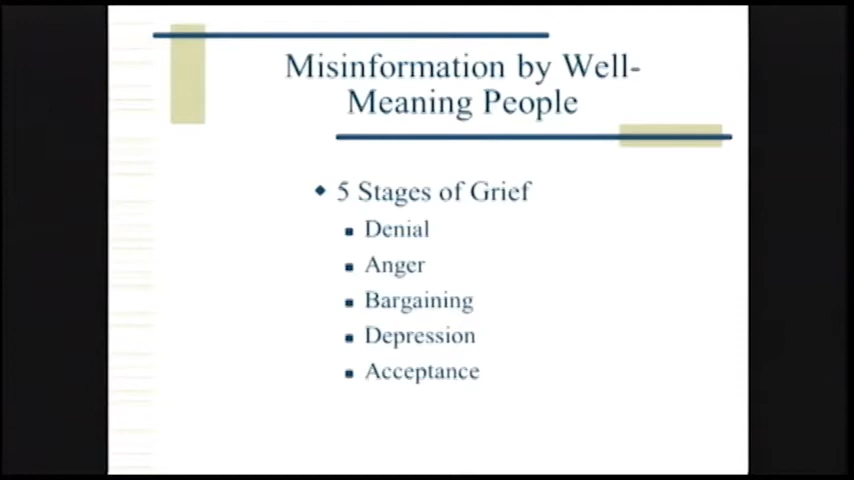 Misinformation by Well-
Meaning People
5 Stages of Grief
Denial
Anger
Bargaining
Depression
Acceptance